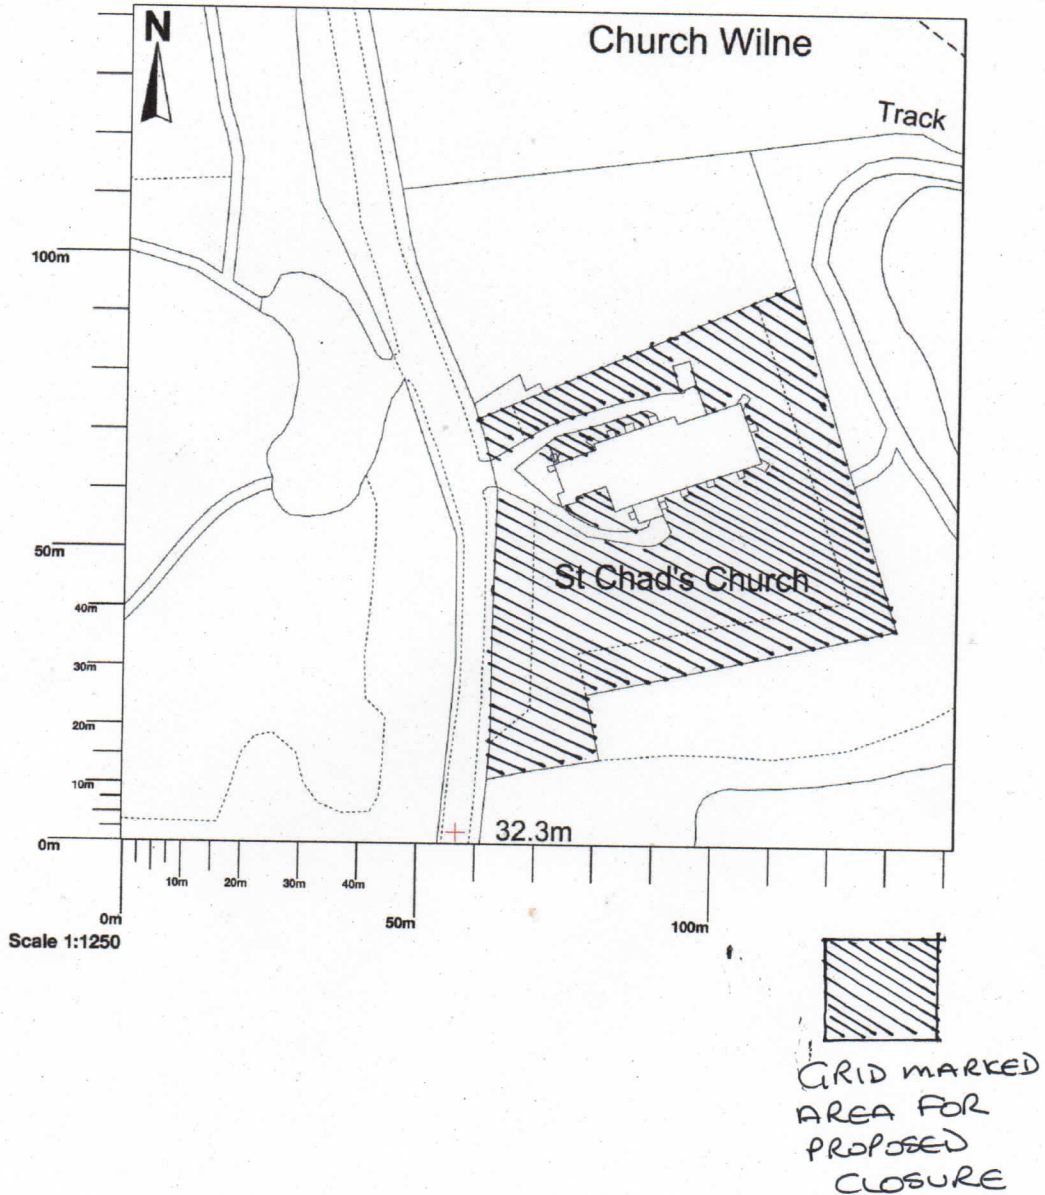 N
Church Wilne
Track
100m
50m
St Chad's Church
40m
30m
20m
10m
0m
32.3m
10m 20m 30m 40m
0m 50m 100m
Scale 1:1250
GRID MARKED
AREA FOR
PROPOSED
CLOSURE